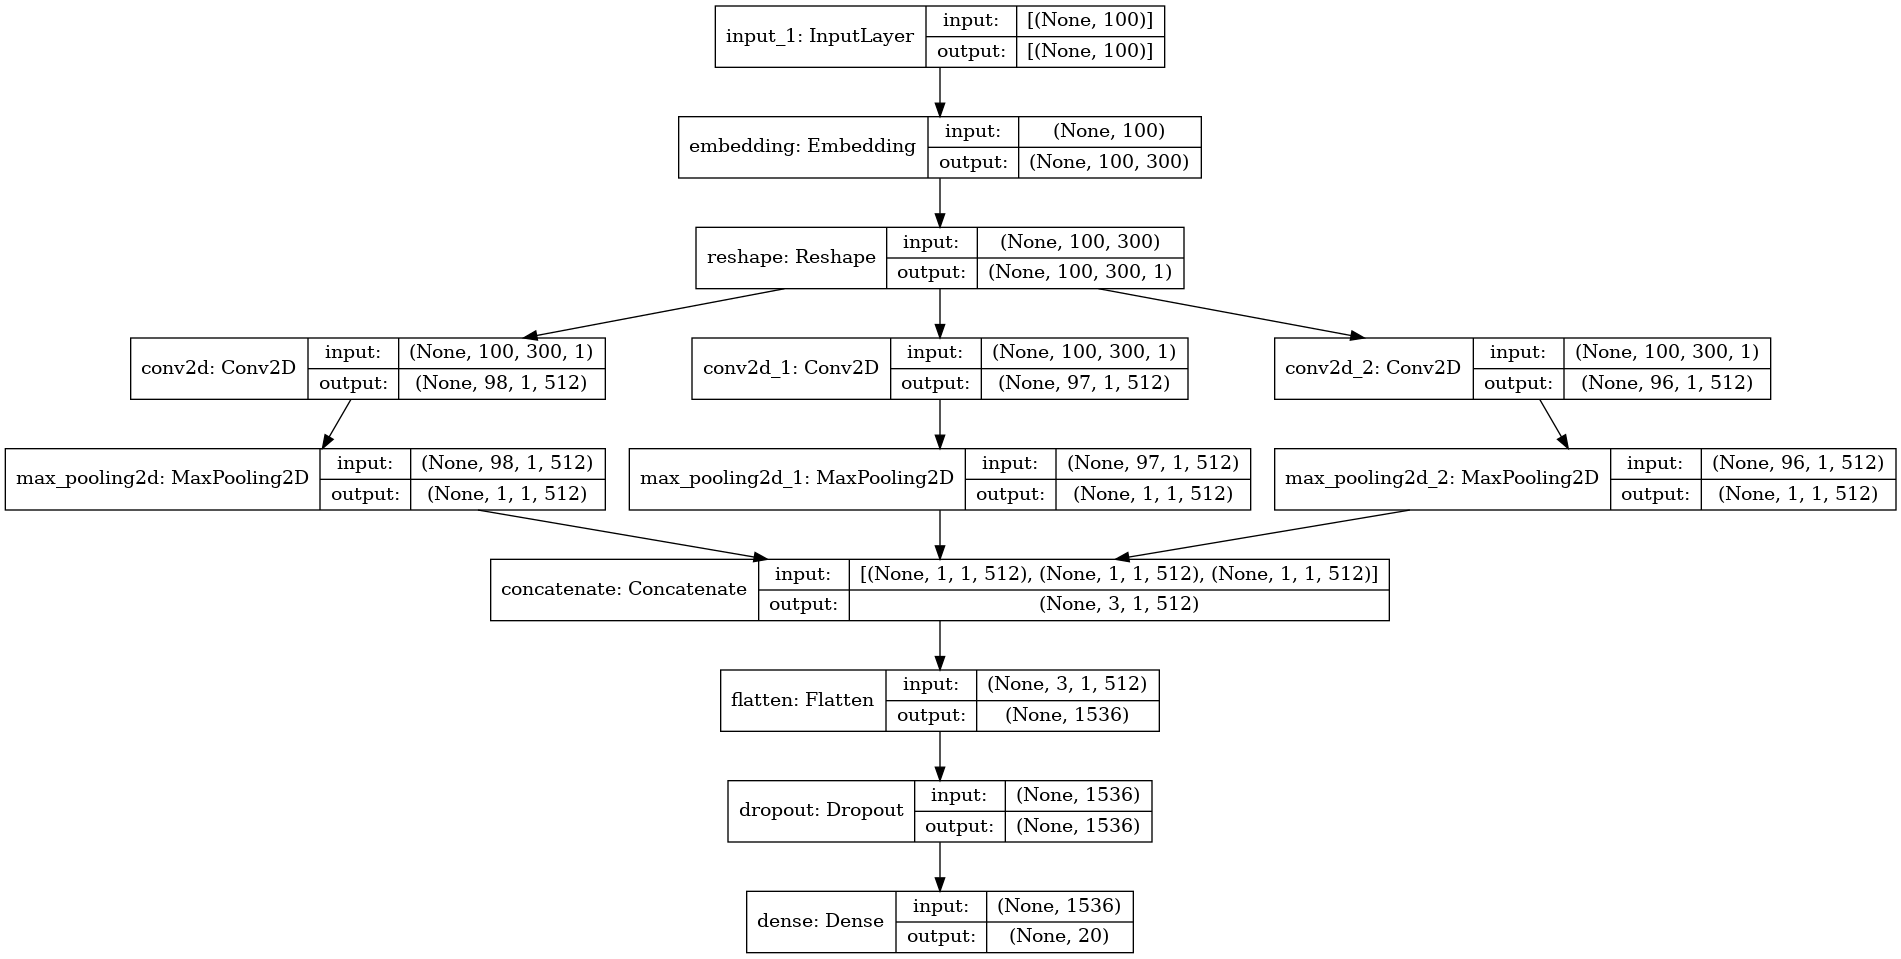 input_1: InputLayer
input: [(None, 100)]
output: [(None, 100)]
embedding: Embedding
input: (None, 100)
output: (None, 100, 300)
reshape: Reshape
input: (None, 100, 300)
output: (None, 100, 300, 1)
conv2d: Conv2D
input: (None, 100, 300, 1)
output: (None, 98, 1, 512)
conv2d_1: Conv2D
input: (None, 100, 300, 1)
output: (None, 97, 1, 512)
conv2d_2: Conv2D
input: (None, 100, 300, 1)
output: (None, 96, 1, 512)
max_pooling2d: MaxPooling2D
input: (None, 98, 1, 512)
output: (None, 1, 1, 512)
max_pooling2d_1: MaxPooling2D
input: (None, 97, 1, 512)
output: (None, 1, 1, 512)
max_pooling2d_2: MaxPooling2D
input: (None, 96, 1, 512)
output: (None, 1, 1, 512)
concatenate: Concatenate
input: [(None, 1, 1, 512), (None, 1, 1, 512), (None, 1, 1, 512)]
output: (None, 3, 1, 512)
flatten: Flatten
input: (None, 3, 1, 512)
output: (None, 1536)
dropout: Dropout
input: (None, 1536)
output: (None, 1536)
dense: Dense
input: (None, 1536)
output: (None, 20)